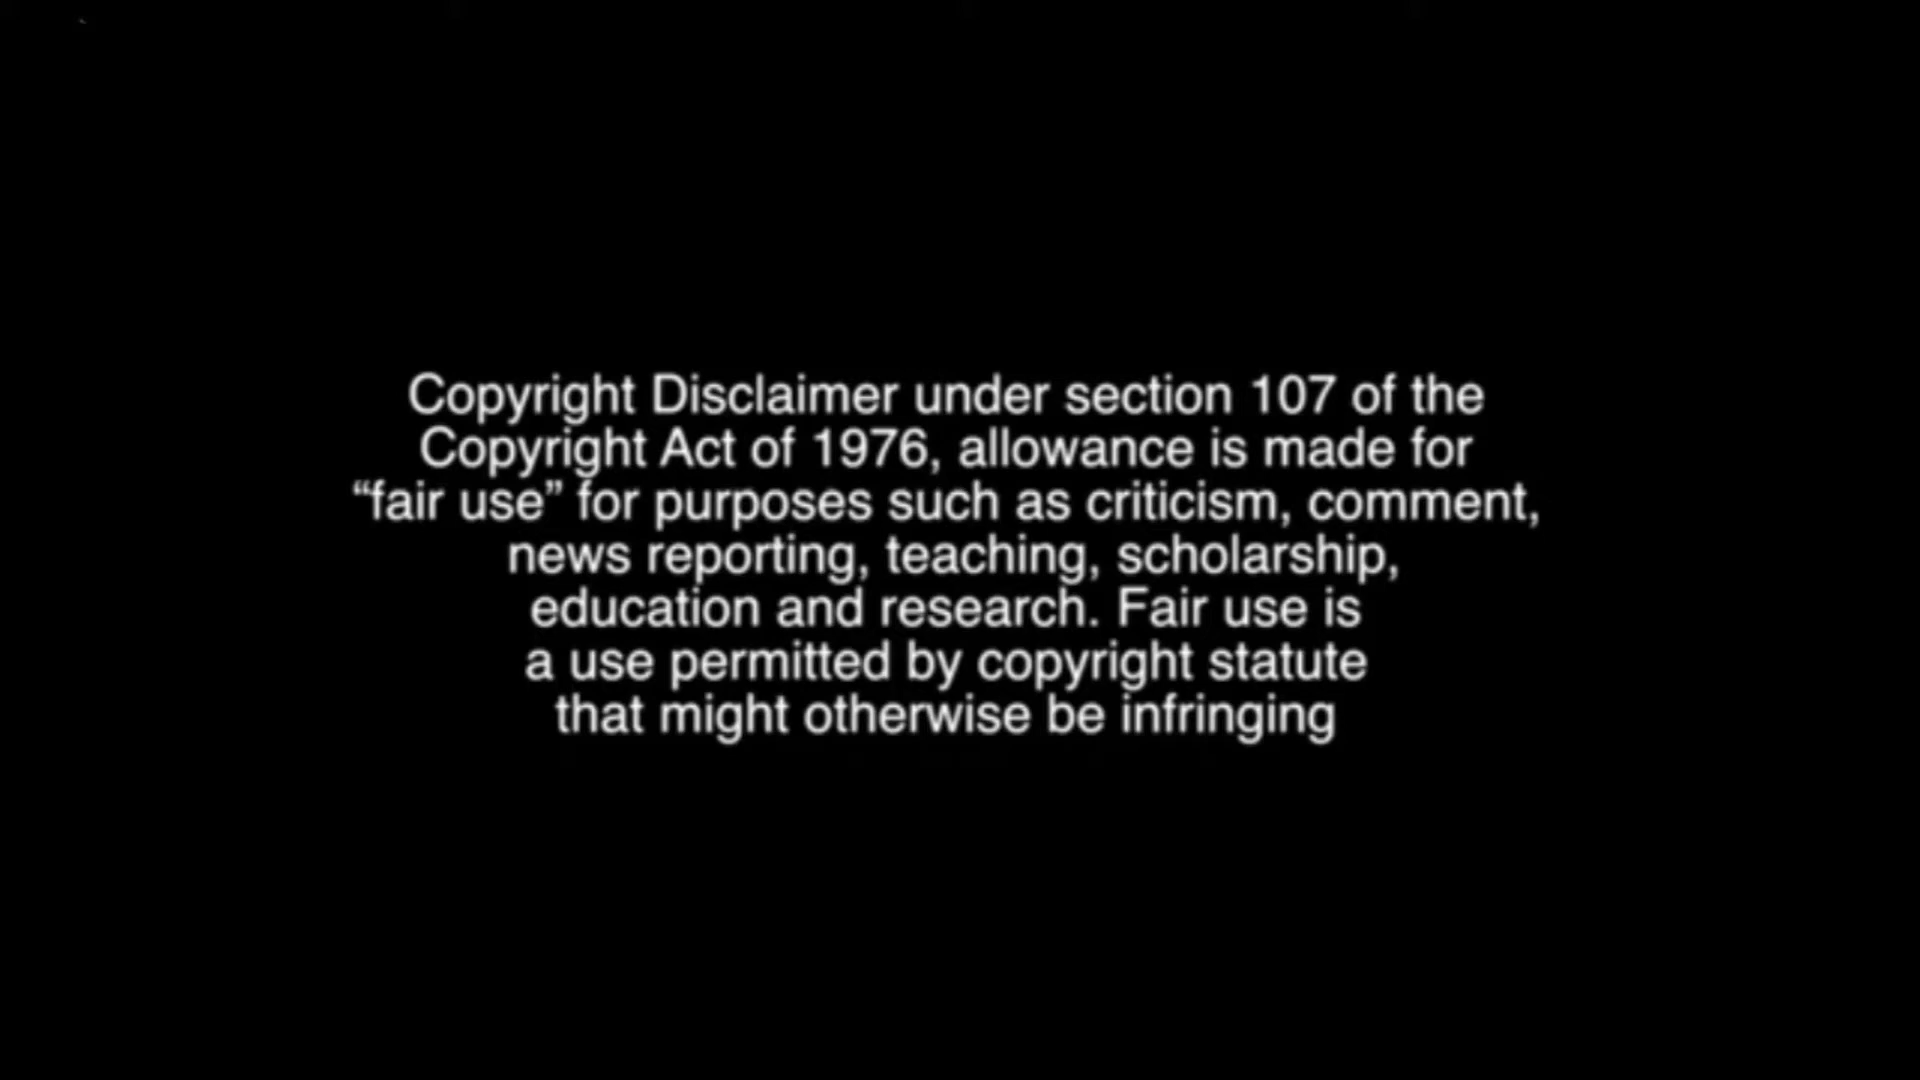 Copyright Disclaimer under section 107 of the
Copyright Act of 1976, allowance is made for
“fair use” for purposes such as criticism, comment,
news reporting, teaching, scholarship,
education and research. Fair use is
a use permitted by copyright statute
that might otherwise be infringing